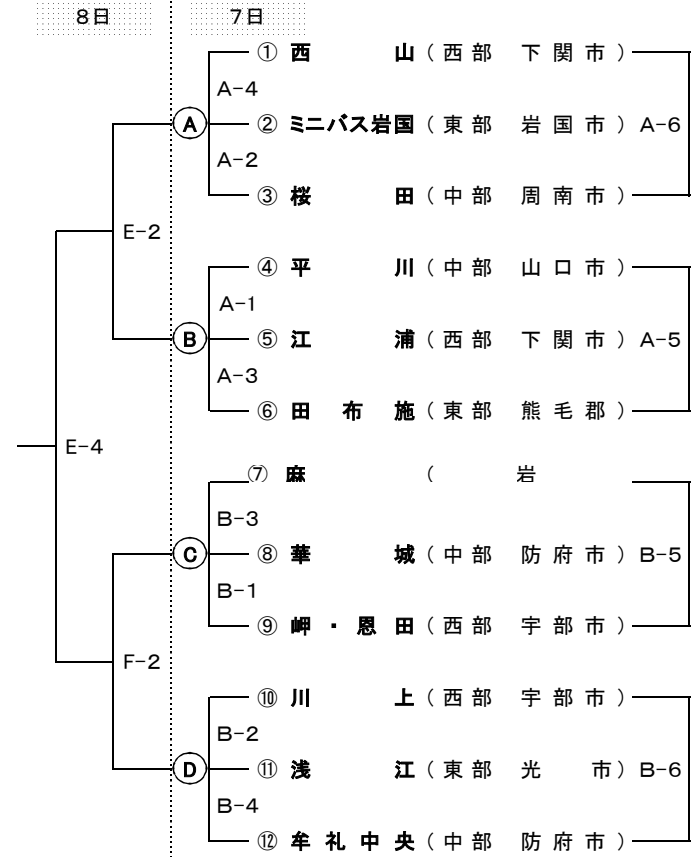 8日 7日
① 西 山 ( 西 部 下 関 市 )
A-4
Ⓐ ② ミニバス岩国 ( 東 部 岩 国 市 ) A-6
A-2
③ 桜 田 ( 中 部 周 南 市 )
E-2
④ 平 川 ( 中 部 山 口 市 )
A-1
Ⓑ ⑤ 江 浦 ( 西 部 下 関 市 ) A-5
A-3
⑥ 田 布 施 ( 東 部 熊 毛 郡 )
E-4
⑦ 麻 ( 岩
B-3
Ⓒ ⑧ 華 城 ( 中 部 防 府 市 ) B-5
B-1
⑨ 岬 ・ 恩 田 ( 西 部 宇 部 市 )
F-2
⑩ 川 上 ( 西 部 宇 部 市 )
B-2
Ⓓ ⑪ 浅 江 ( 東 部 光 市 ) B-6
B-4
⑫ 牟 礼 中 央 ( 中 部 防 府 市 )